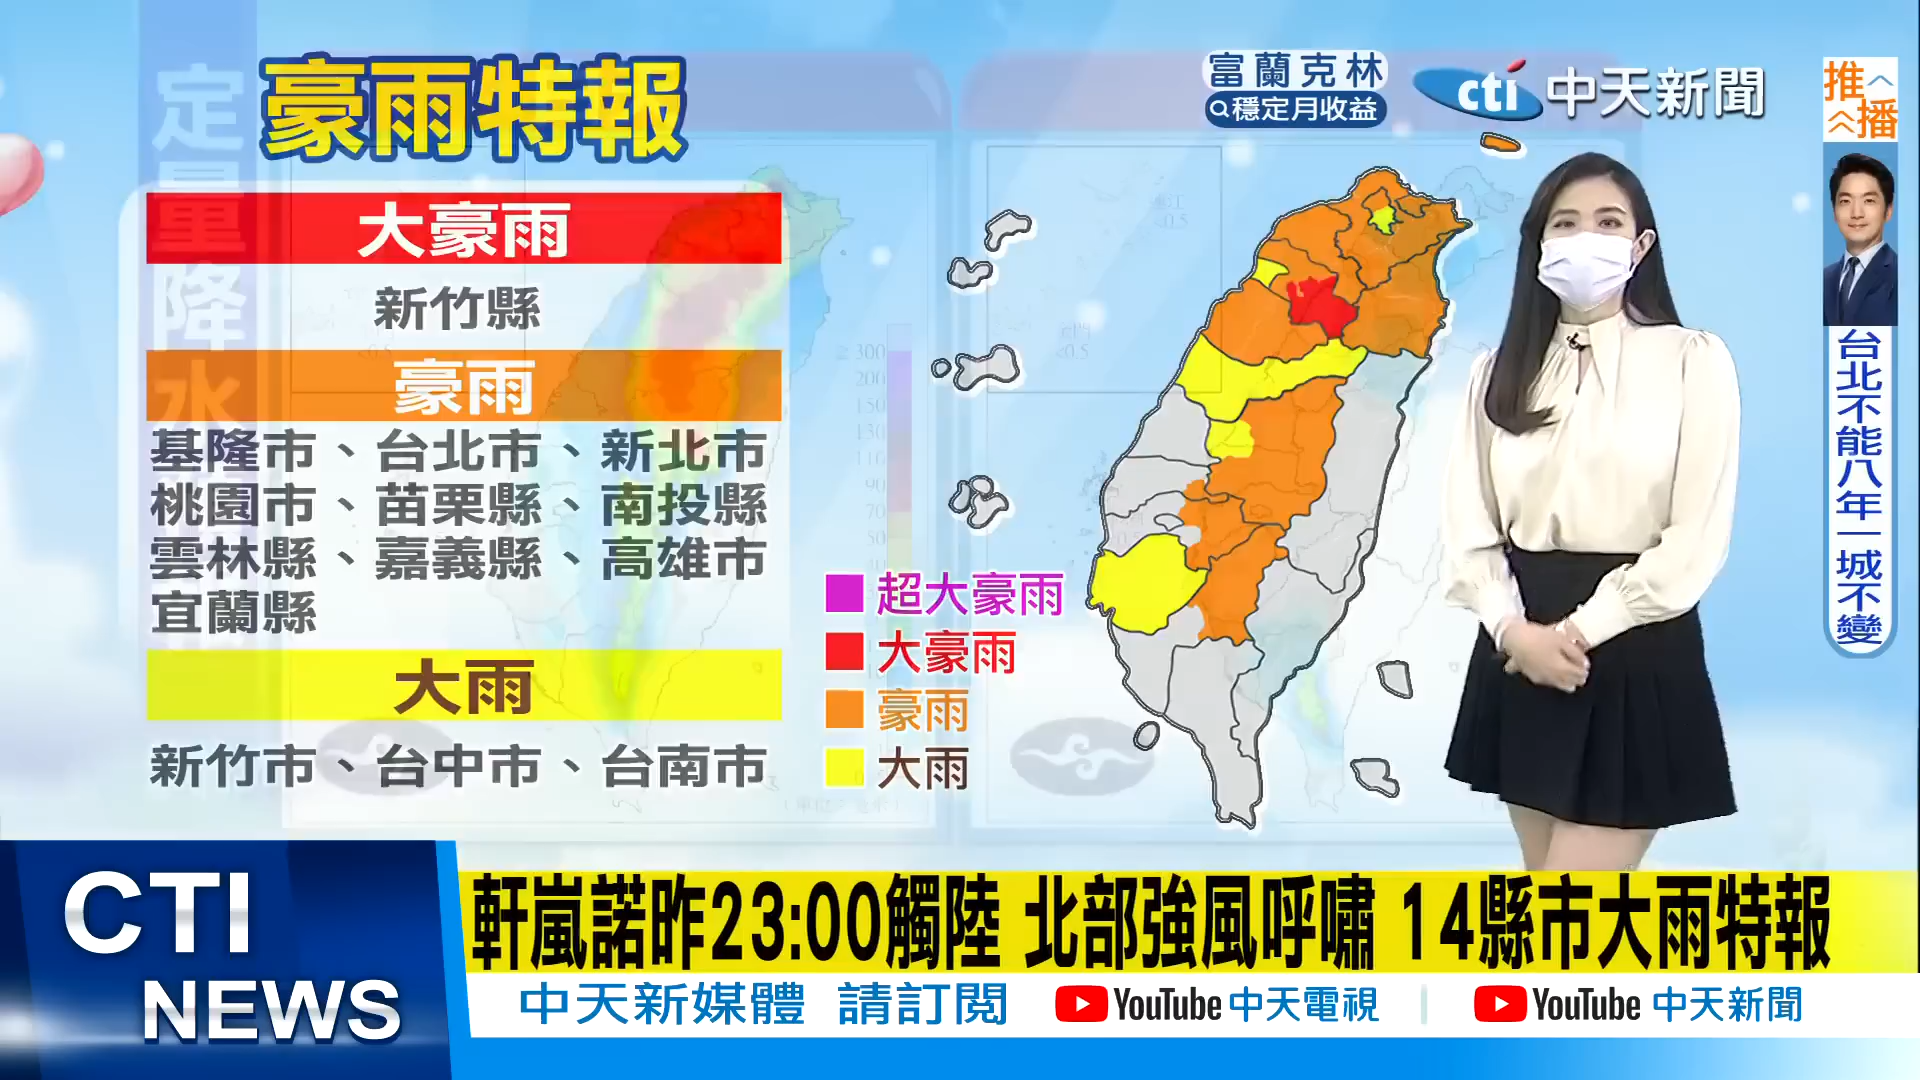 豪雨特報
定量降水
大豪雨
新竹縣
豪雨
基隆市、台北市、新北市
桃園市、苗栗縣、南投縣
雲林縣、嘉義縣、高雄市
宜蘭縣
大雨
新竹市、台中市、台南市
超大豪雨
大豪雨
豪雨
大雨
富蘭克林
穩定月收益
cti 中天新聞
推播
台北不能八年一城不變
CTI
NEWS
軒嵐諾昨23:00觸陸 北部強風呼嘯 14縣市大雨特報
中天新媒體 請訂閱 YouTube 中天電視 | YouTube 中天新聞